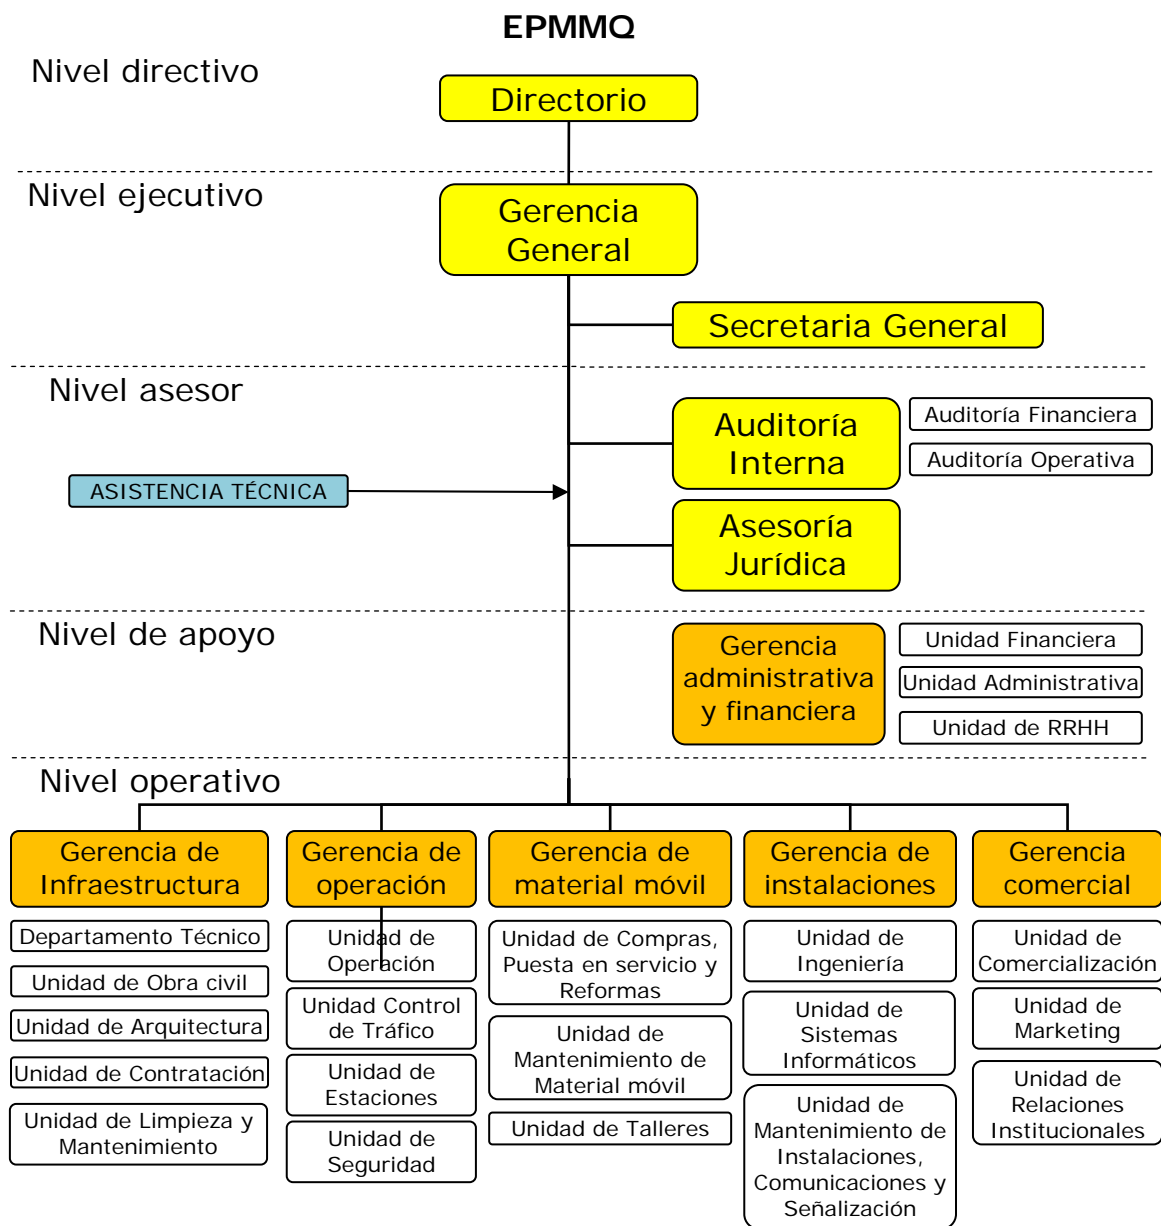 EPMMQ
Nivel directivo
Directorio
Nivel ejecutivo
Gerencia
General
Secretaria General
Nivel asesor
Auditoría
Interna
Auditoría Financiera
Auditoría Operativa
ASISTENCIA TÉCNICA
Asesoría
Jurídica
Nivel de apoyo
Gerencia
administrativa
y financiera
Unidad Financiera
Unidad Administrativa
Unidad de RRHH
Nivel operativo
Gerencia de
Infraestructura
Departamento Técnico
Unidad de Obra civil
Unidad de Arquitectura
Unidad de Contratación
Unidad de Limpieza y
Mantenimiento
Gerencia de
operación
Unidad de
Operación
Unidad Control
de Tráfico
Unidad de
Estaciones
Unidad de
Seguridad
Gerencia de
material móvil
Unidad de Compras,
Puesta en servicio y
Reformas
Unidad de
Mantenimiento de
Material móvil
Unidad de Talleres
Gerencia de
instalaciones
Unidad de
Ingeniería
Unidad de
Sistemas
Informáticos
Unidad de
Mantenimiento de
Instalaciones,
Comunicaciones y
Señalización
Gerencia
comercial
Unidad de
Comercialización
Unidad de
Marketing
Unidad de
Relaciones
Institucionales